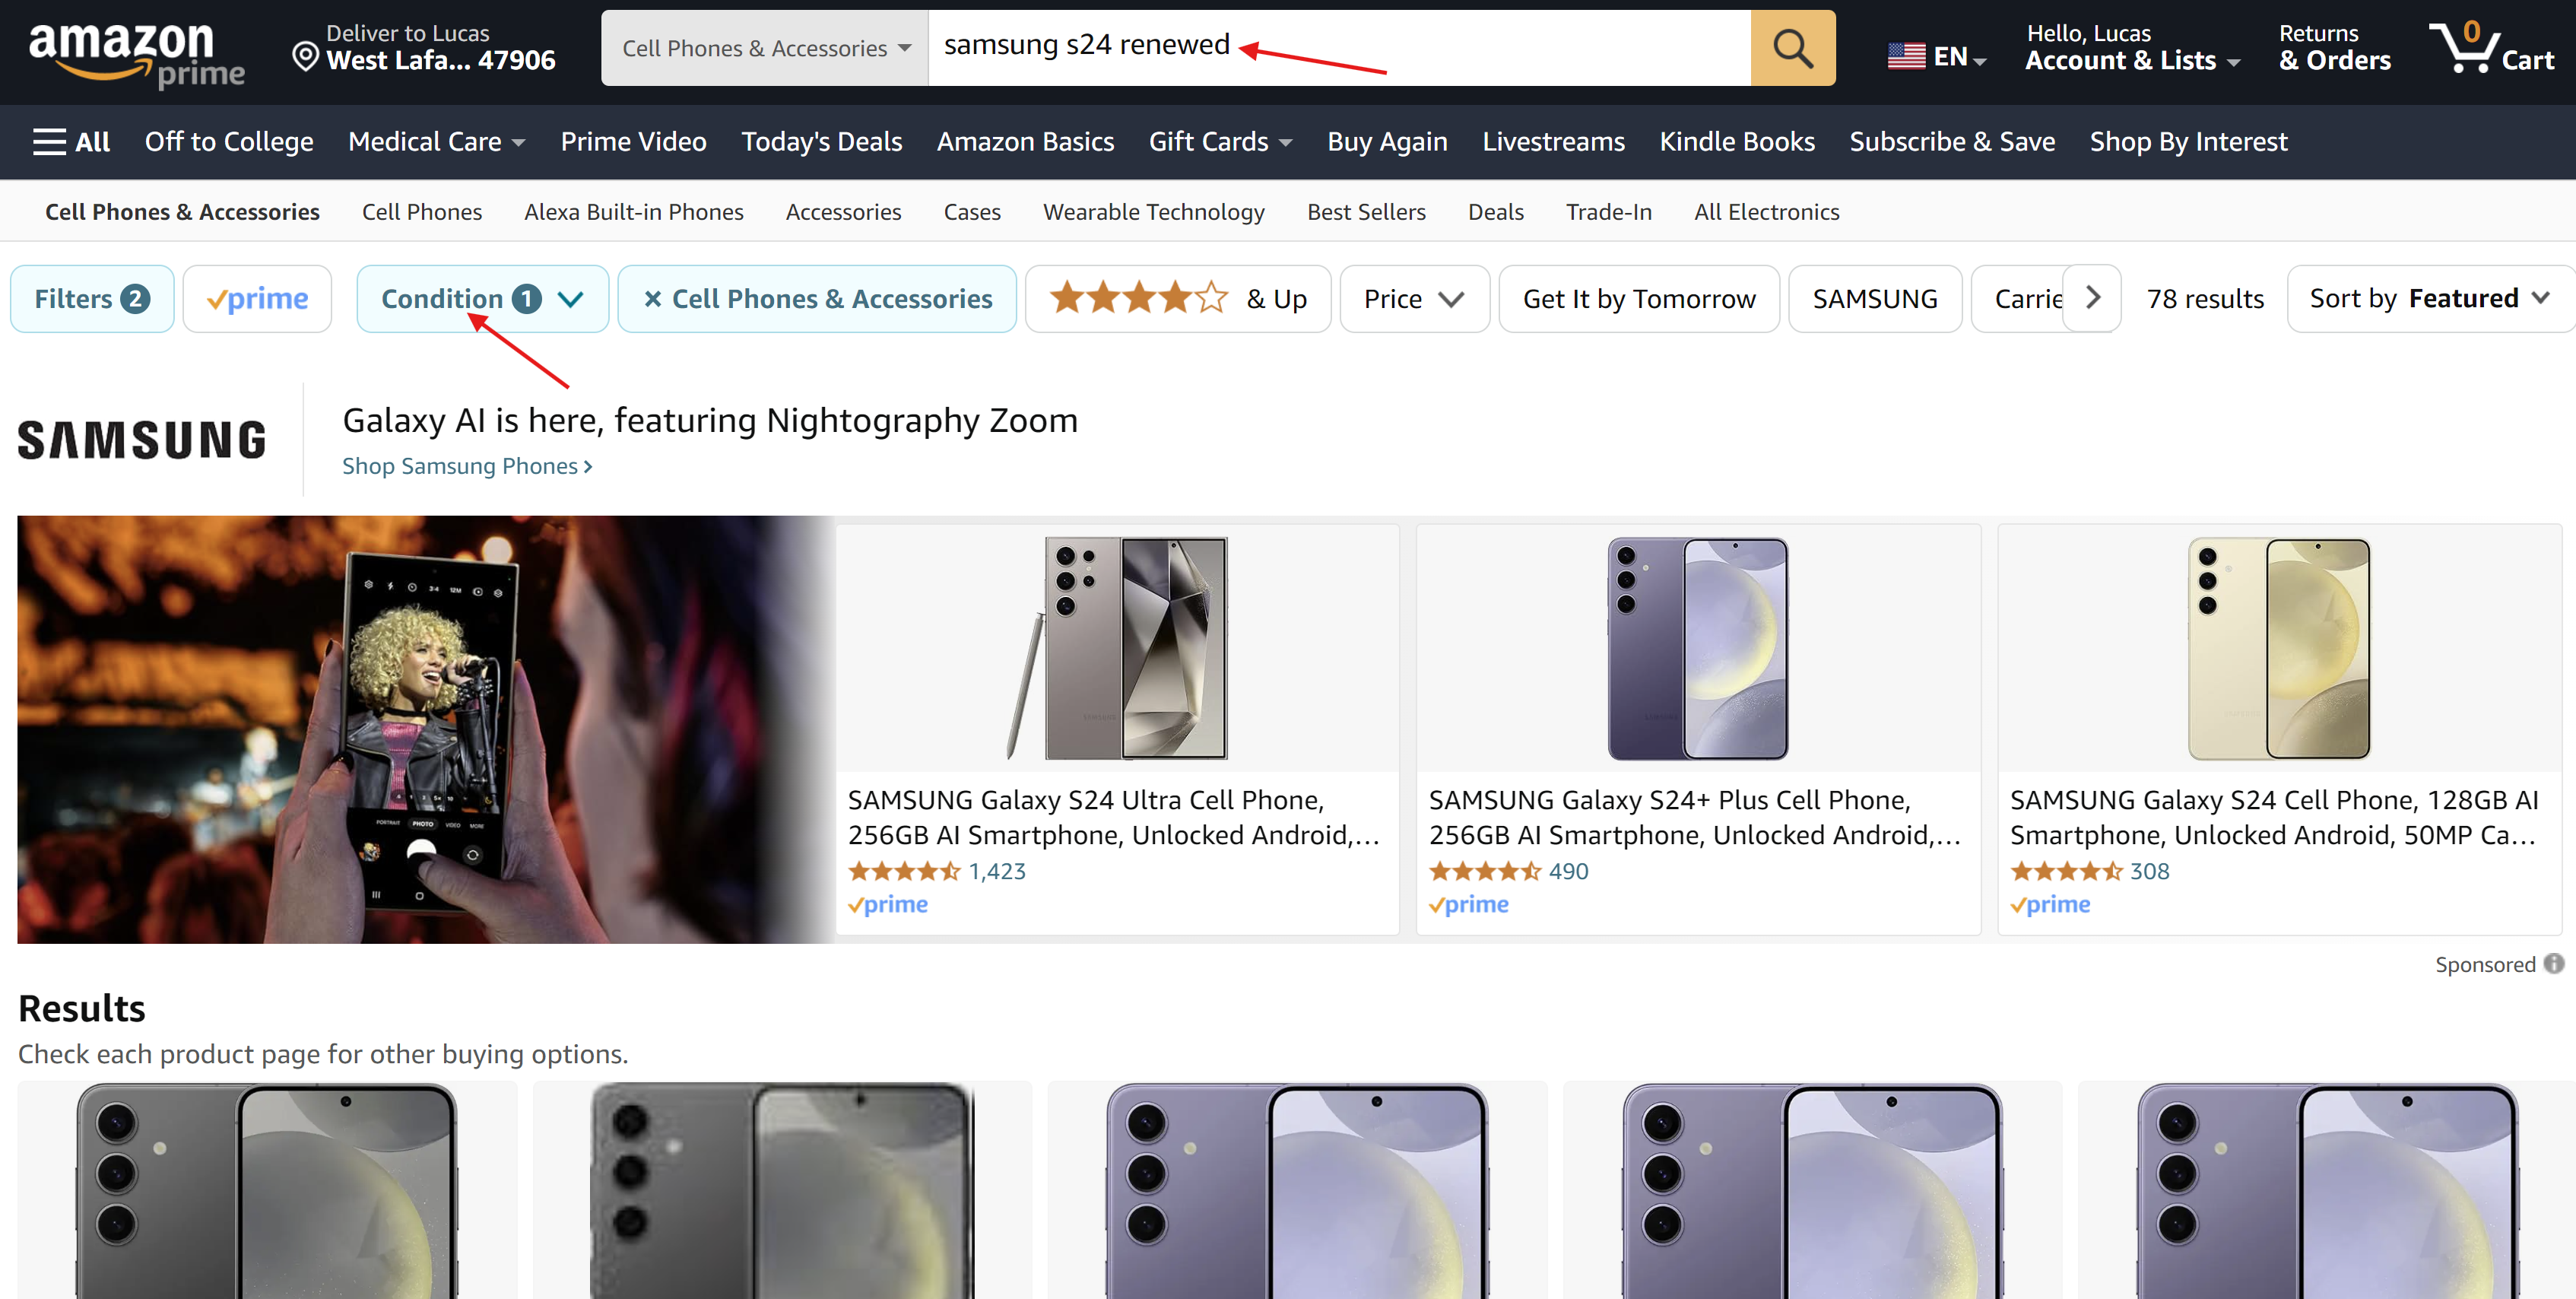 amazon
prime
Deliver to Lucas
West Lafa... 47906
Cell Phones & Accessories
samsung s24 renewed
EN
Hello, Lucas
Account & Lists
Returns
& Orders
0
Cart
All
Off to College
Medical Care
Prime Video
Today's Deals
Amazon Basics
Gift Cards
Buy Again
Livestreams
Kindle Books
Subscribe & Save
Shop By Interest
Cell Phones & Accessories
Cell Phones
Alexa Built-in Phones
Accessories
Cases
Wearable Technology
Best Sellers
Deals
Trade-In
All Electronics
Filters 2
prime
Condition 1
× Cell Phones & Accessories
& Up
Price
Get It by Tomorrow
SAMSUNG
Carrie
78 results
Sort by Featured
SAMSUNG
Galaxy AI is here, featuring Nightography Zoom
Shop Samsung Phones
3:4
12M
PORTRAIT
PHOTO
VIDEO
MORE
SAMSUNG Galaxy S24 Ultra Cell Phone,
256GB AI Smartphone, Unlocked Android,...
1,423
prime
SAMSUNG Galaxy S24+ Plus Cell Phone,
256GB AI Smartphone, Unlocked Android,...
490
prime
SAMSUNG Galaxy S24 Cell Phone, 128GB AI
Smartphone, Unlocked Android, 50MP Ca...
308
prime
Sponsored
Results
Check each product page for other buying options.